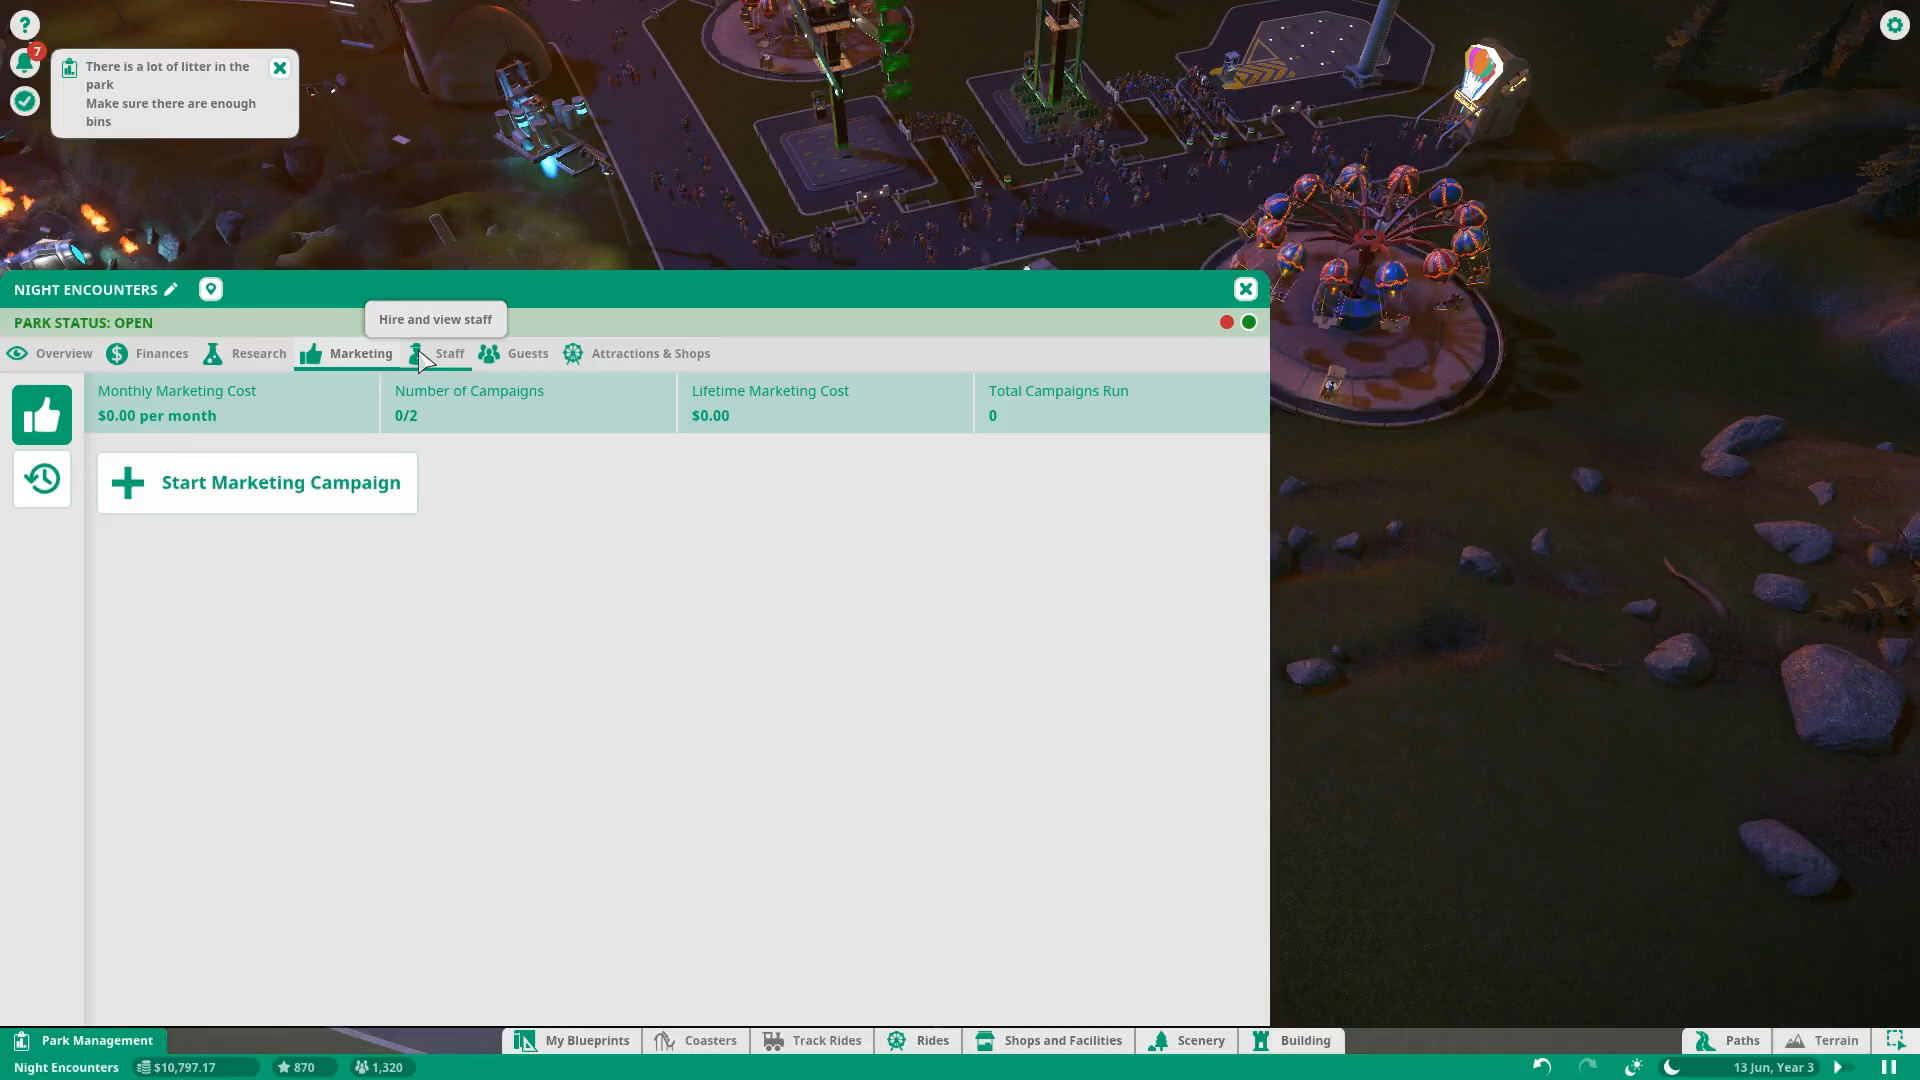 ?
7
There is a lot of litter in the
park
Make sure there are enough
bins
NIGHT ENCOUNTERS
PARK STATUS: OPEN
Hire and view staff
Overview
Finances
Research
Marketing
Staff
Guests
Attractions & Shops
Monthly Marketing Cost
$0.00 per month
Number of Campaigns
0/2
Lifetime Marketing Cost
$0.00
Total Campaigns Run
0
Start Marketing Campaign
Park Management
My Blueprints
Coasters
Track Rides
Rides
Shops and Facilities
Scenery
Building
Paths
Terrain
Night Encounters
$10,797.17
870
1,320
13 Jun, Year 3